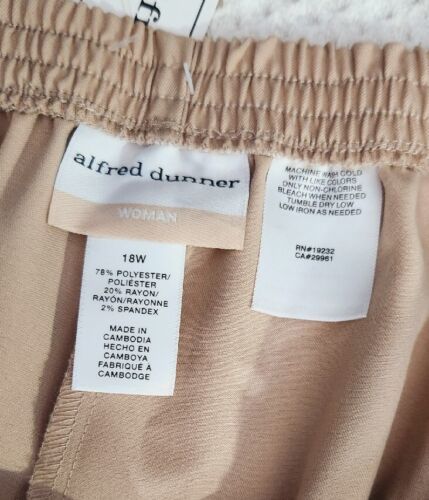 alfred dunner
WOMAN
18W
78% POLYESTER/
POLIÉSTER
20% RAYON/
RAYÓN/RAYONNE
2% SPANDEX
MADE IN
CAMBODIA
HECHO EN
CAMBOYA
FABRIQUÉ À
CAMBODGE
MACHINE WASH COLD
WITH LIKE COLORS
ONLY NON-CHLORINE
BLEACH WHEN NEEDED
TUMBLE DRY LOW
LOW IRON AS NEEDED
RN#19232
CA#29961